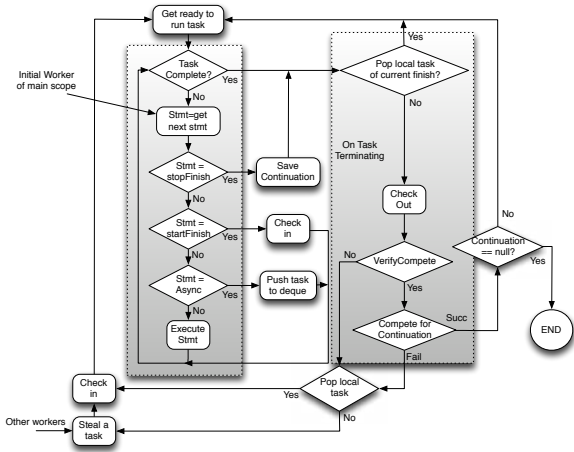 Get ready to
run task
Initial Worker
of main scope
Task
Complete?
Yes
No
Stmt=get
next stmt
Stmt =
stopFinish
Yes
No
Save
Continuation
Stmt =
startFinish
Yes
No
Check
in
Stmt =
Async
Yes
No
Push task
to deque
Execute
Stmt
Yes
Pop local task
of current finish?
No
On Task
Terminating
Check
Out
No
VerifyCompete
Yes
Compete for
Continuation
Succ
Fail
No
Continuation
== null?
Yes
END
Pop local
task
Yes
No
Check
in
Other workers
Steal a
task